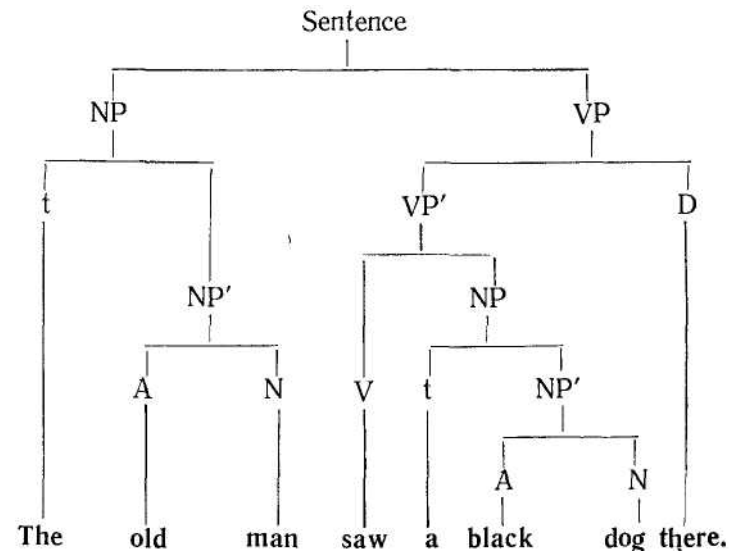 Sentence
NP VP
t VP′ D
NP′ NP
A N V t NP′
A N
The old man saw a black dog there.